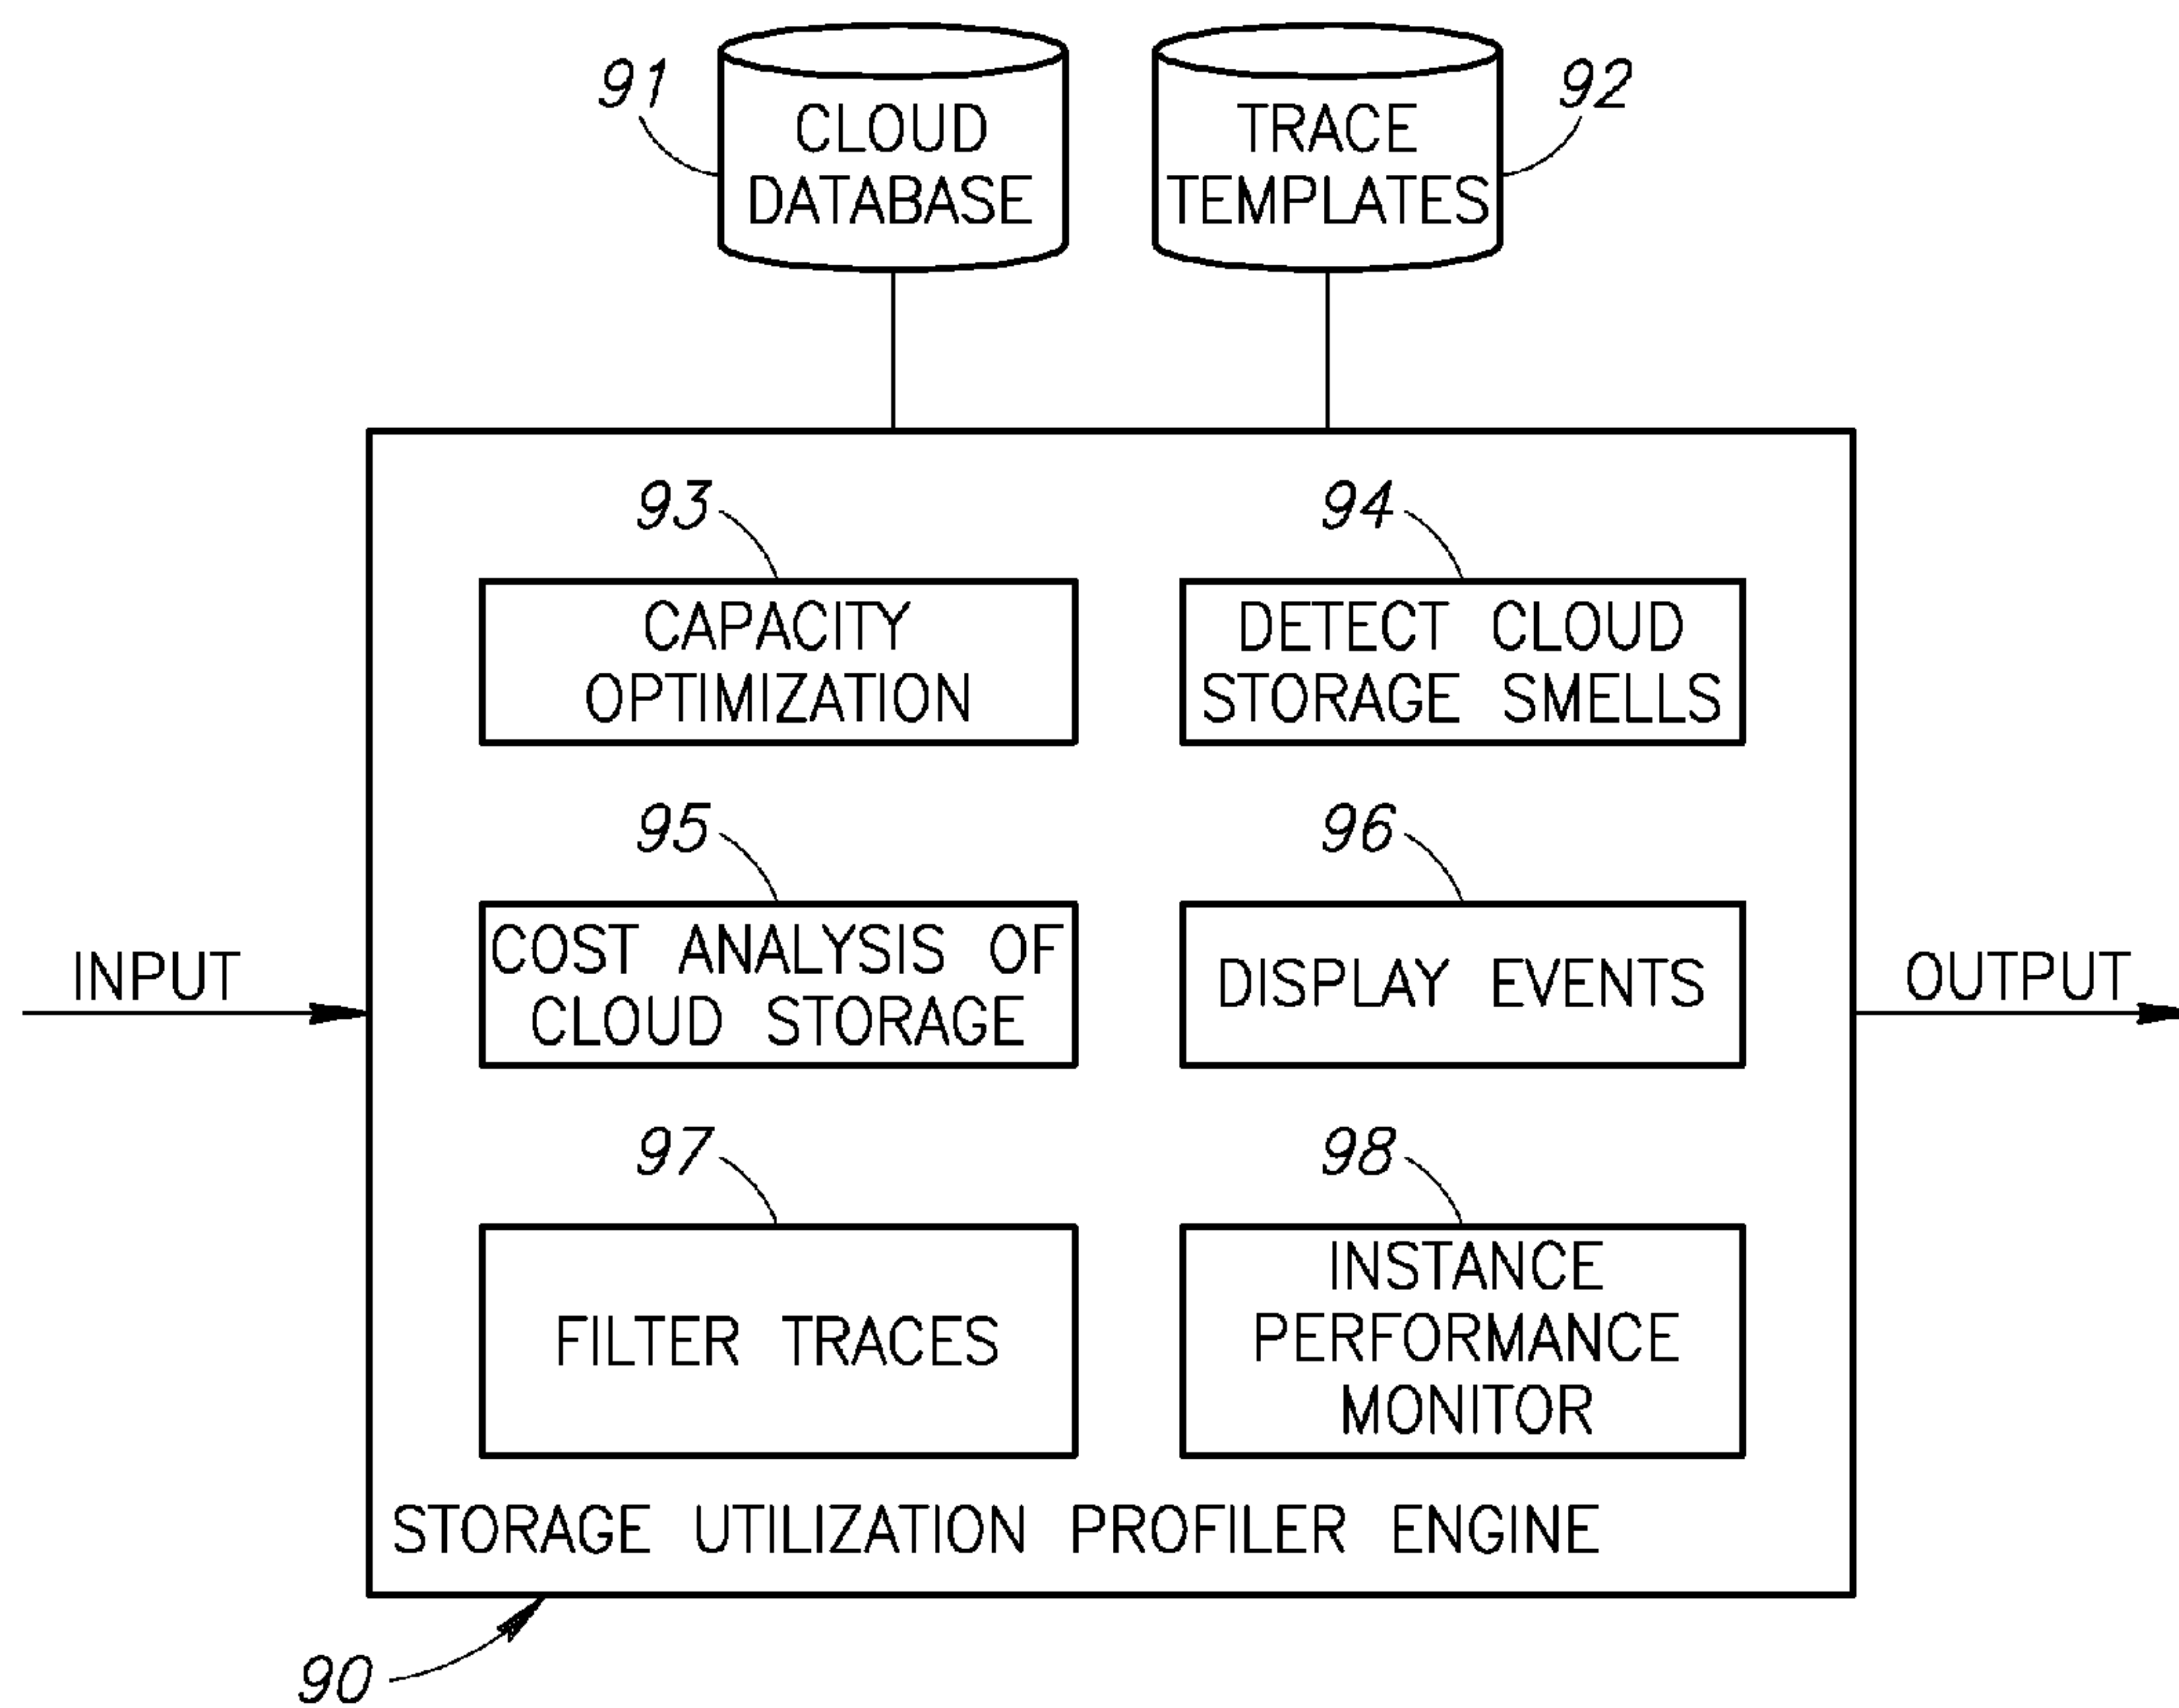 91
CLOUD
DATABASE
TRACE
TEMPLATES
92
93
CAPACITY
OPTIMIZATION
94
DETECT CLOUD
STORAGE SMELLS
95
COST ANALYSIS OF
CLOUD STORAGE
96
DISPLAY EVENTS
INPUT
OUTPUT
97
FILTER TRACES
98
INSTANCE
PERFORMANCE
MONITOR
STORAGE UTILIZATION PROFILER ENGINE
90